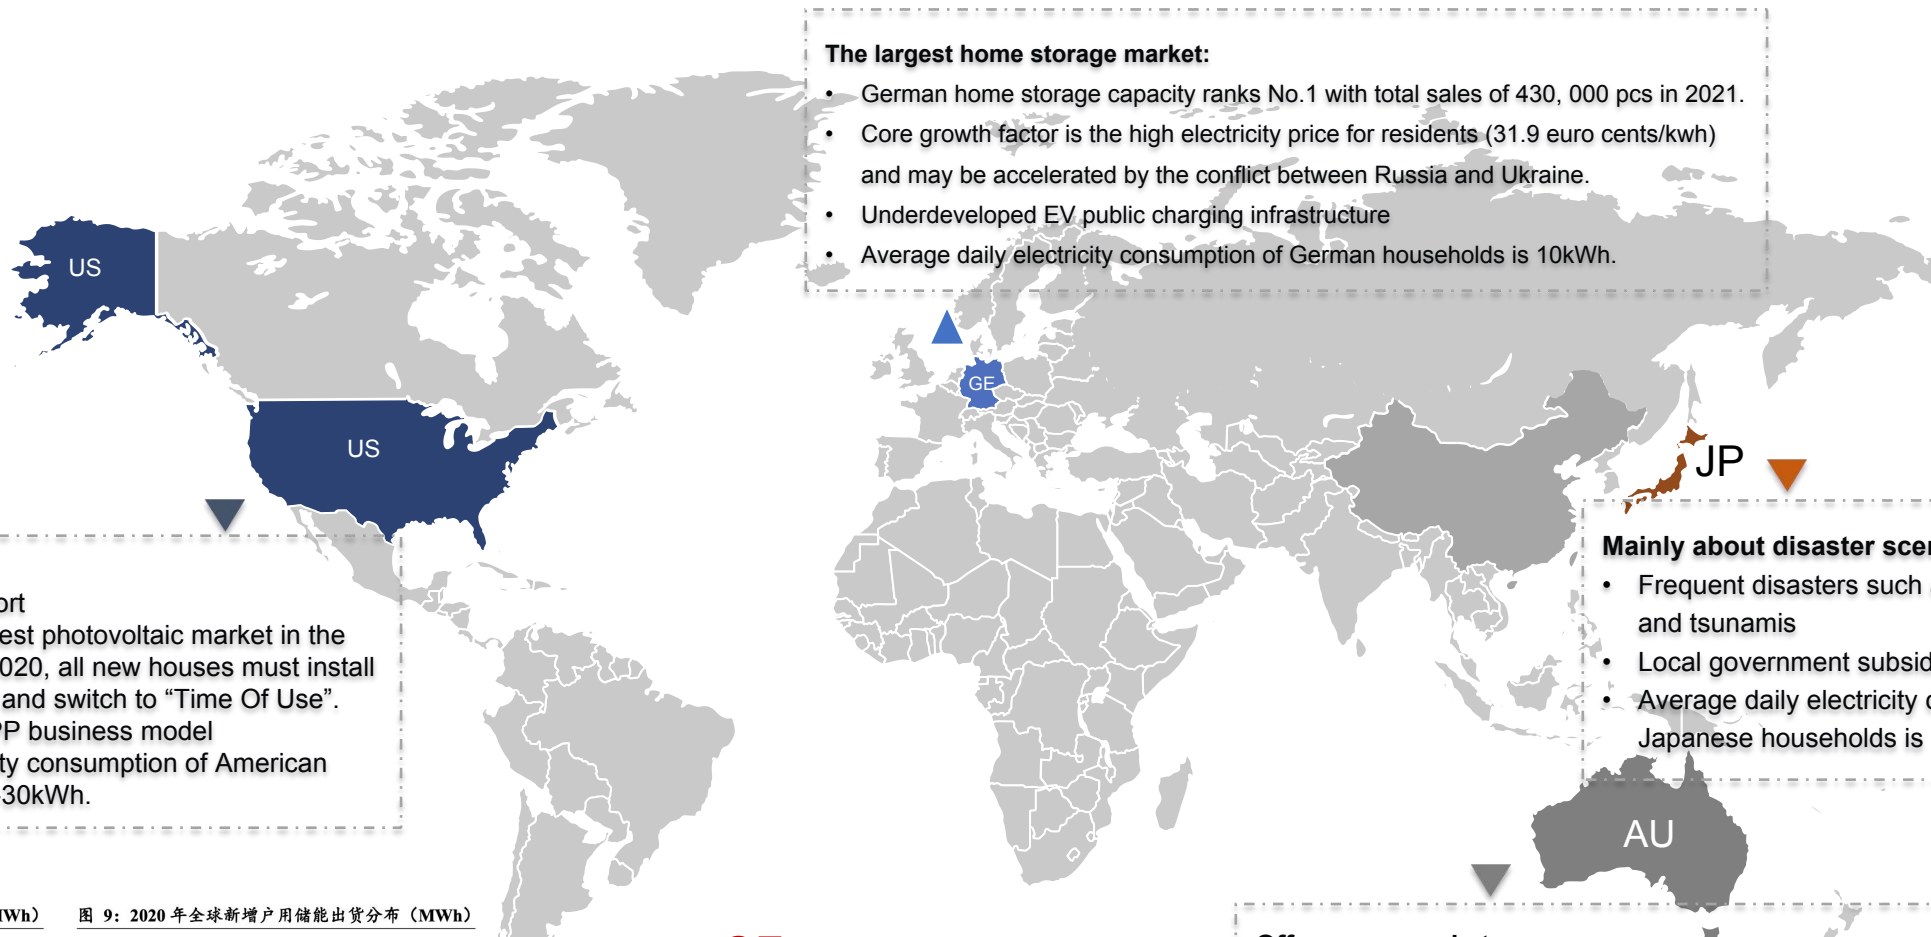 The largest home storage market:
• German home storage capacity ranks No.1 with total sales of 430, 000 pcs in 2021.
• Core growth factor is the high electricity price for residents (31.9 euro cents/kwh)
and may be accelerated by the conflict between Russia and Ukraine.
• Underdeveloped EV public charging infrastructure
• Average daily electricity consumption of German households is 10kWh.
US
GE
US
JP
est photovoltaic market in the
020, all new houses must install
and switch to “Time Of Use”.
PP business model
ty consumption of American
30kWh.
Mainly about disaster
• Frequent disasters such
and tsunamis
• Local government
• Average daily electricity
Japanese households is
AU
MWh）
图 9：2020 年全球新增户用储能出货分布（MWh）